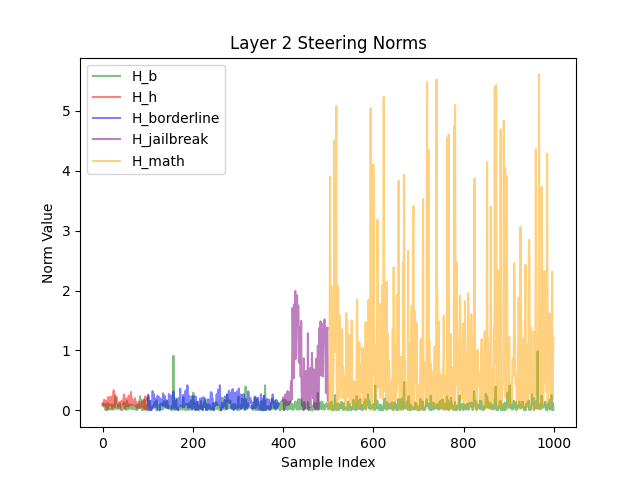 Layer 2 Steering Norms
H_b
H_h
H_borderline
H_jailbreak
H_math
Norm Value
5
4
3
2
1
0
0
200
400
600
800
1000
Sample Index